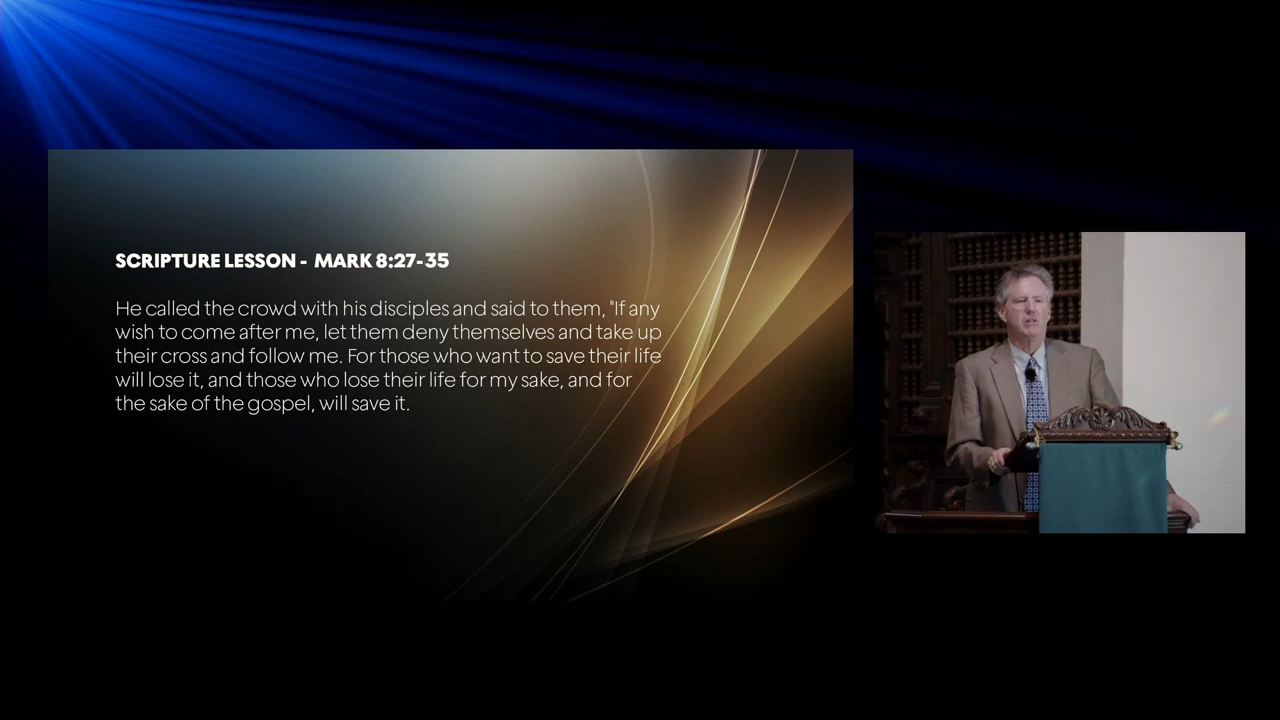 SCRIPTURE LESSON - MARK 8:27-35
He called the crowd with his disciples and said to them, "If any
wish to come after me, let them deny themselves and take up
their cross and follow me. For those who want to save their life
will lose it, and those who lose their life for my sake, and for
the sake of the gospel, will save it.